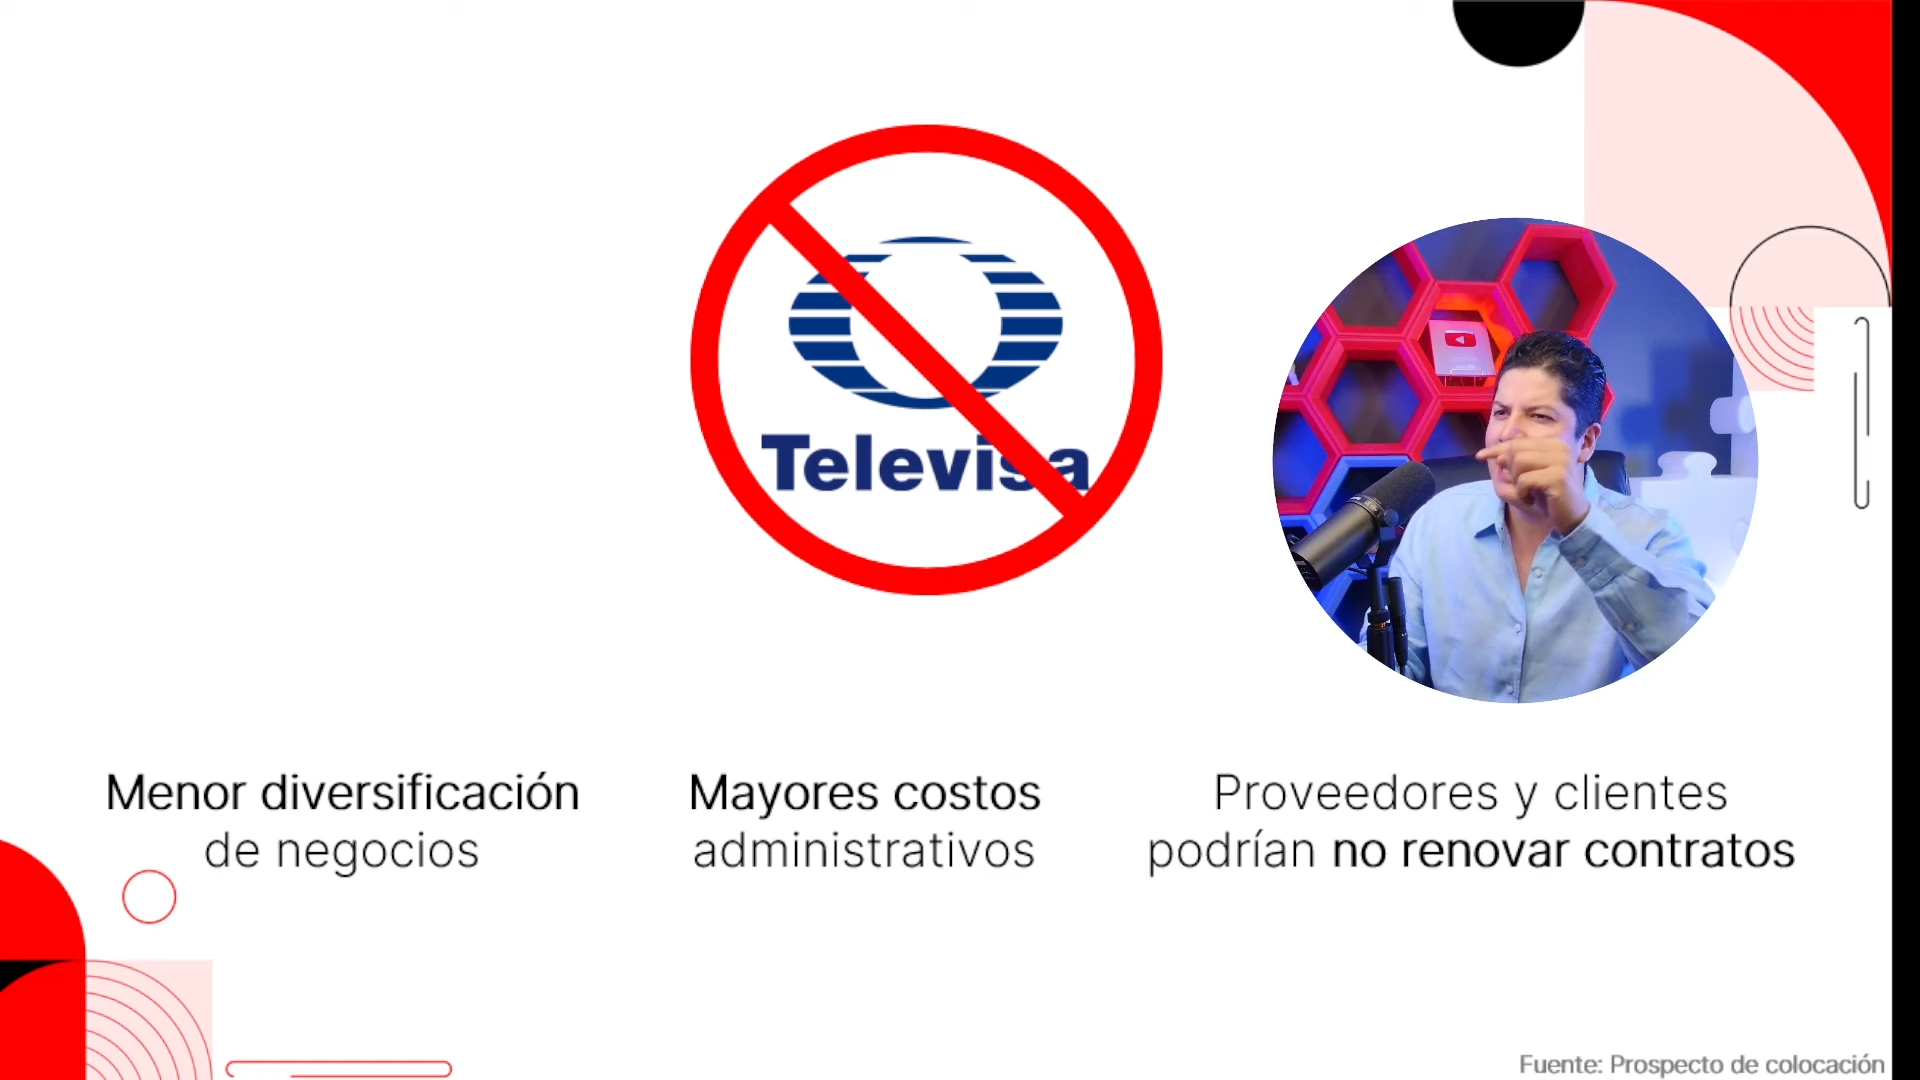 Televisa
Menor diversificación
de negocios
Mayores costos
administrativos
Proveedores y clientes
podrían no renovar contratos
Fuente: Prospecto de colocación